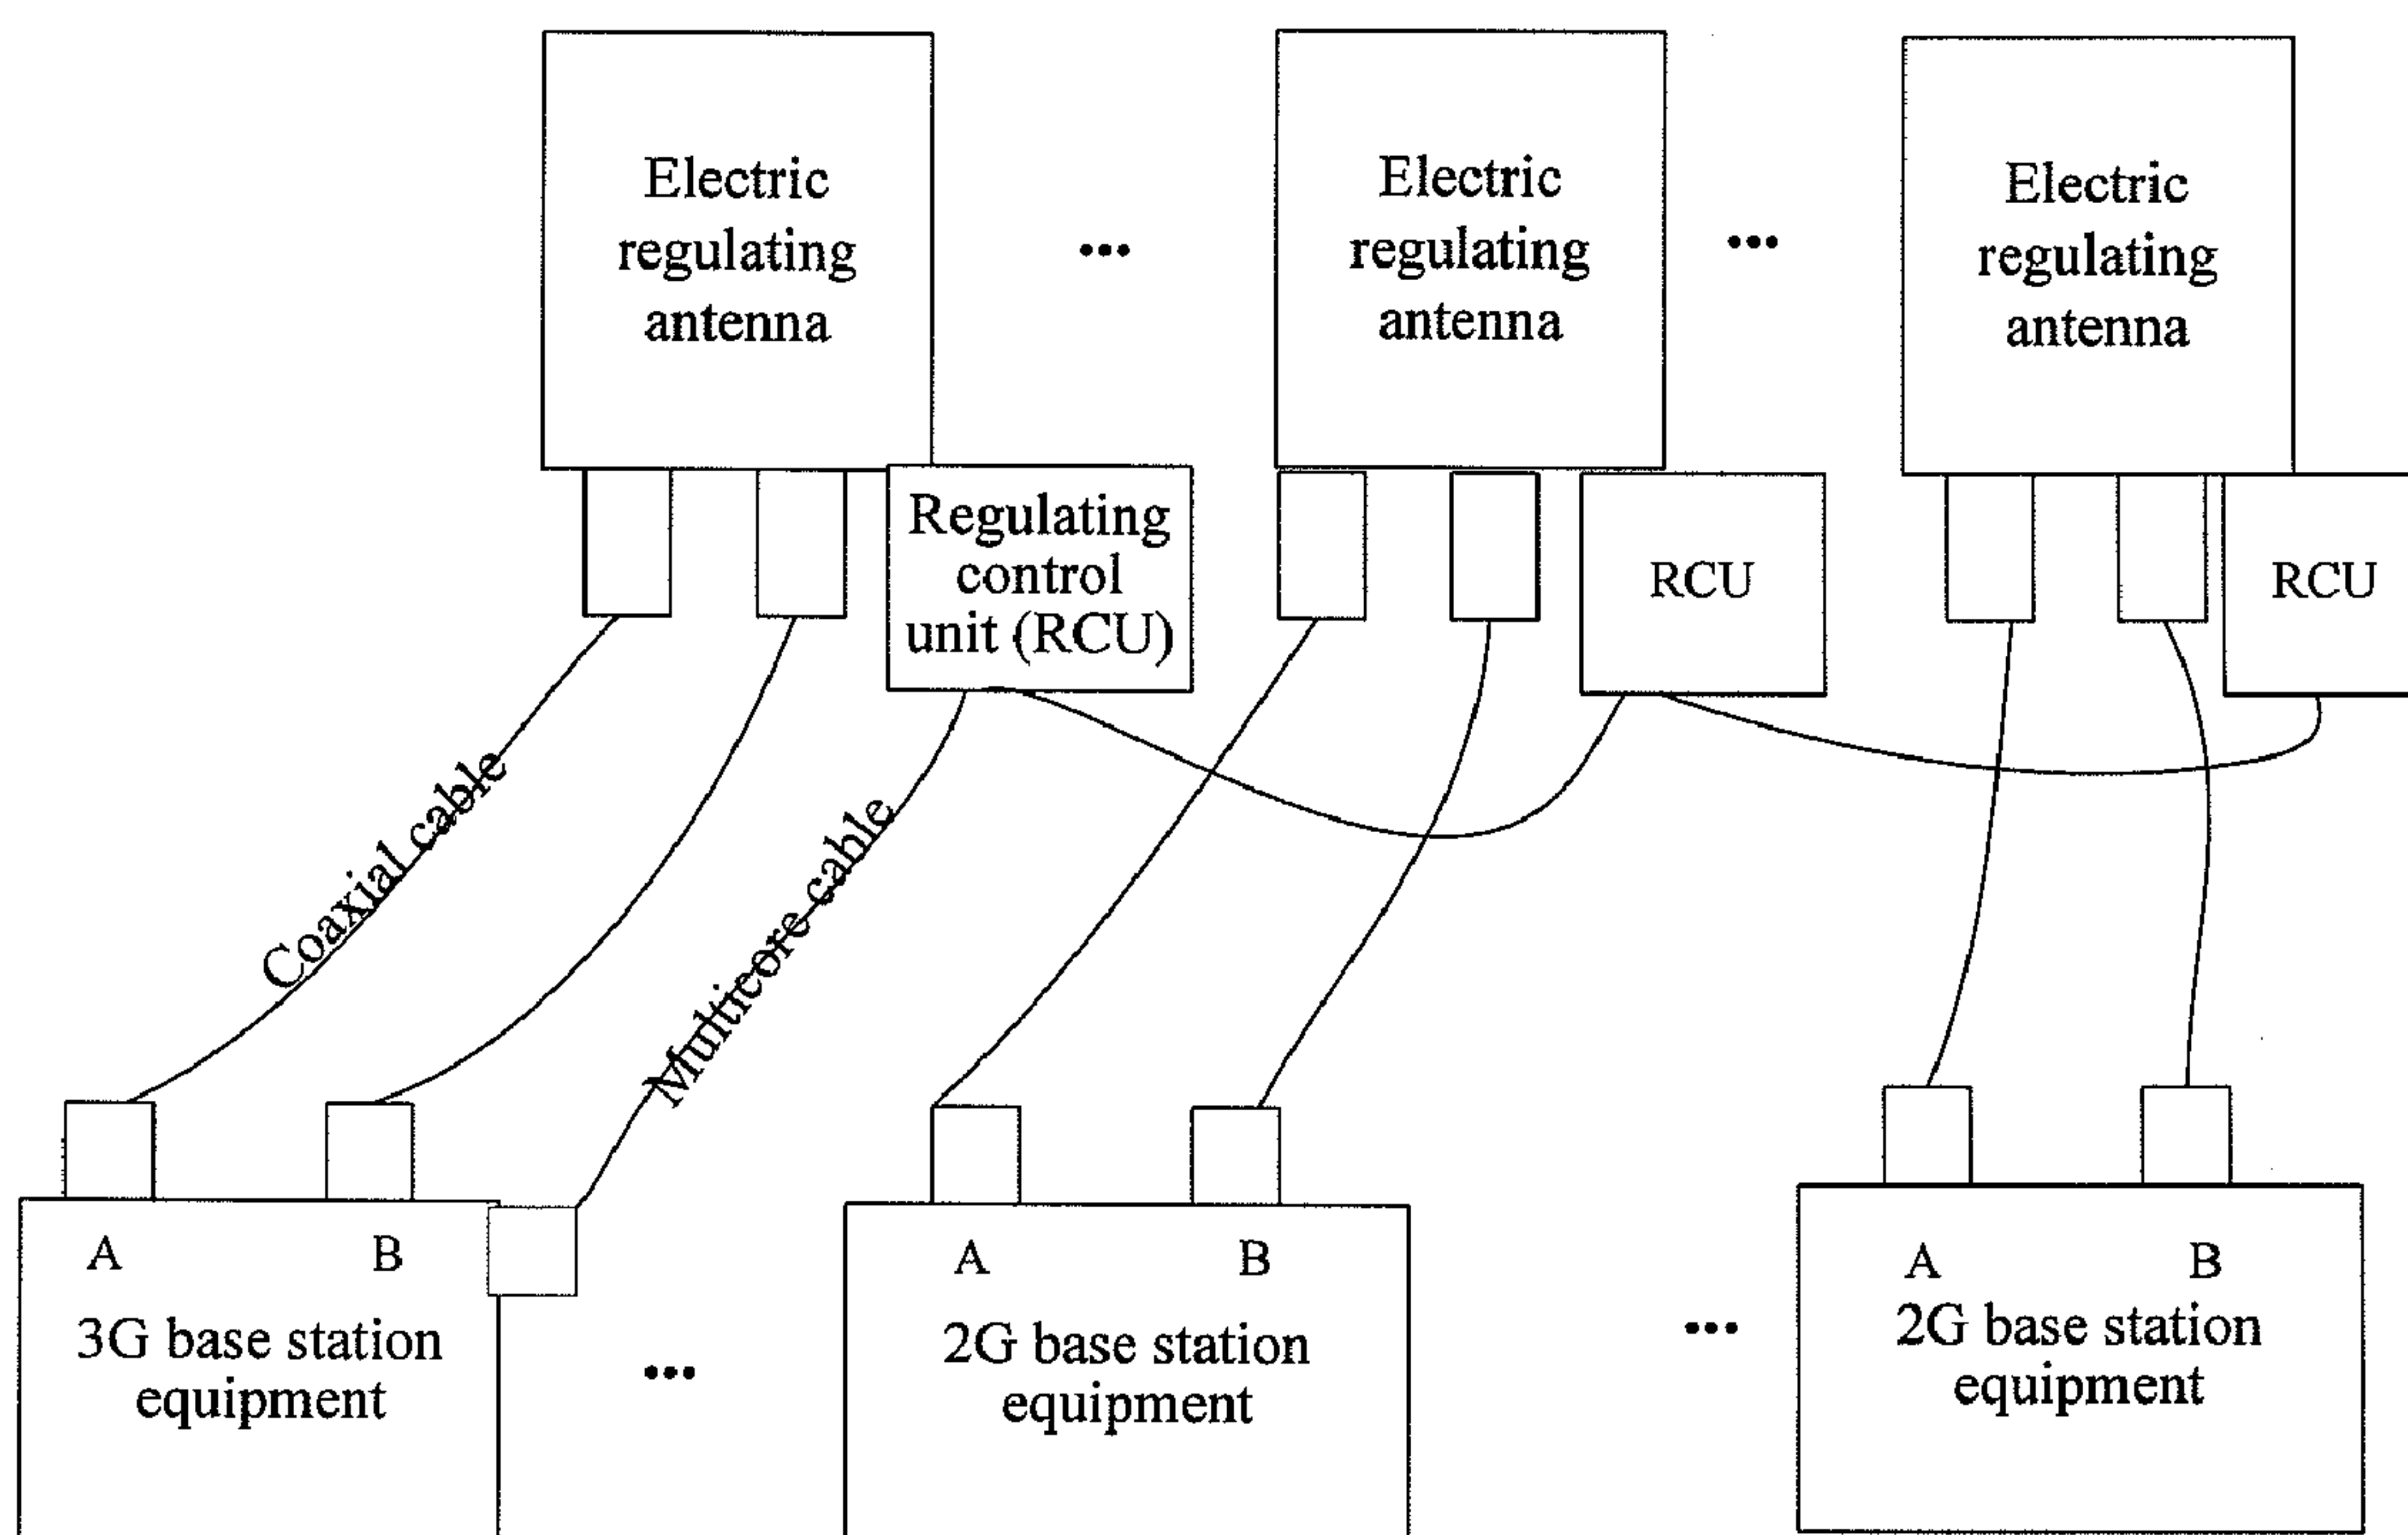 Electric
regulating
antenna
...
Electric
regulating
antenna
...
Electric
regulating
antenna
Regulating
control
unit (RCU)
RCU
RCU
Coaxial cable
Multicore cable
A
B
3G base station
equipment
...
A
B
2G base station
equipment
...
A
B
2G base station
equipment